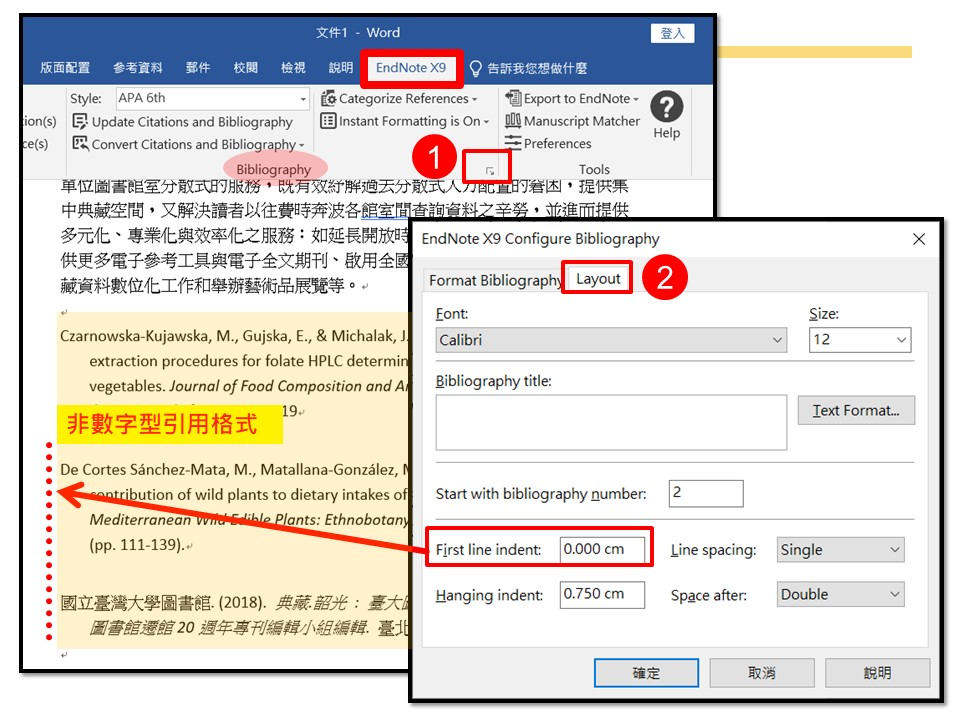 文件1 - Word
登入
版面配置 參考資料 郵件 校閱 檢視 說明 EndNote X9 告訴我您想做什麼
Style: APA 6th
Categorize References
Export to EndNote
ion(s)
Update Citations and Bibliography
Instant Formatting is On
Manuscript Matcher
Help
ce(s)
Convert Citations and Bibliography
Preferences
1
Bibliography
Tools
單位圖書館室分散式的服務，既有效紓解過去分散式人力配置的窘困，提供集
中典藏空間，又解決讀者以往費時奔波各館室間查詢資料之辛勞，並進而提供
多元化、專業化與效率化之服務：如延長開放時
供更多電子參考工具與電子全文期刊、啟用全國
藏資料數位化工作和舉辦藝術品展覽等。
Czarnowska-Kujawska, M., Gujska, E., & Michalak, J.
extraction procedures for folate HPLC determin
vegetables. Journal of Food Composition and An
19
非數字型引用格式
De Cortes Sánchez-Mata, M., Matallana-González, M
contribution of wild plants to dietary intakes of
Mediterranean Wild Edible Plants: Ethnobotany
(pp. 111-139).
國立臺灣大學圖書館. (2018). 典藏.韶光： 臺大
圖書館遷館 20 週年專刊編輯小組編輯. 臺北
EndNote X9 Configure Bibliography
Format Bibliography Layout
2
Font:
Size:
Calibri
12
Bibliography title:
Text Format...
Start with bibliography number: 2
First line indent: 0.000 cm
Line spacing: Single
Hanging indent: 0.750 cm
Space after: Double
確定 取消 說明